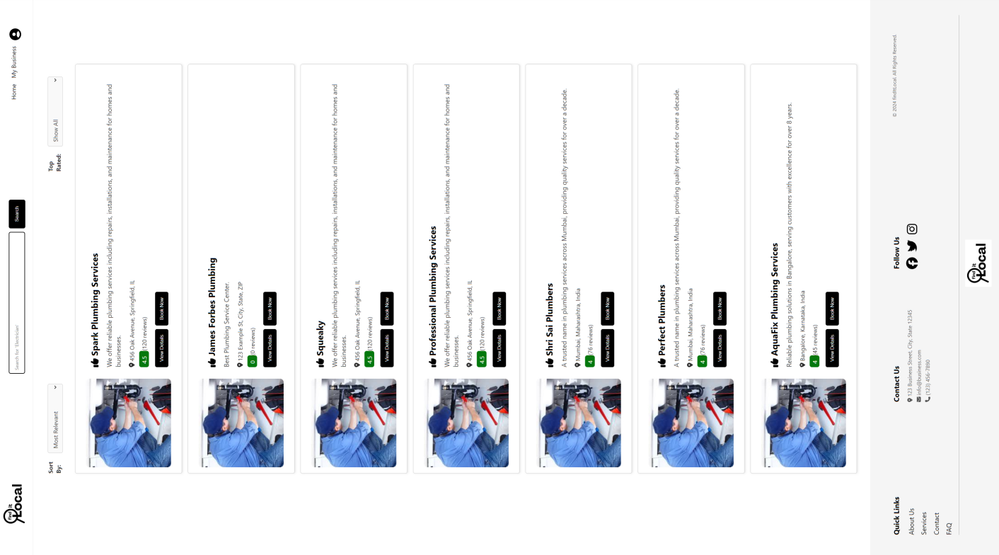 find it
Local
Search for 'Electrician'
Search
Home
My Business
Sort
By:
Most Relevant
Top
Rated:
Show All
Spark Plumbing Services
We offer reliable plumbing services including repairs, installations, and maintenance for homes and
businesses.
456 Oak Avenue, Springfield, IL
4.5 (120 reviews)
View Details
Book Now
James Forbes Plumbing
Best Plumbing Service Center.
123 Example St, City, State, ZIP
0 (0 reviews)
View Details
Book Now
Squeaky
We offer reliable plumbing services including repairs, installations, and maintenance for homes and
businesses.
456 Oak Avenue, Springfield, IL
4.5 (120 reviews)
View Details
Book Now
Professional Plumbing Services
We offer reliable plumbing services including repairs, installations, and maintenance for homes and
businesses.
456 Oak Avenue, Springfield, IL
4.5 (120 reviews)
View Details
Book Now
Shri Sai Plumbers
A trusted name in plumbing services across Mumbai, providing quality services for over a decade.
Mumbai, Maharashtra, India
4 (76 reviews)
View Details
Book Now
Perfect Plumbers
A trusted name in plumbing services across Mumbai, providing quality services for over a decade.
Mumbai, Maharashtra, India
4 (76 reviews)
View Details
Book Now
AquaFix Plumbing Services
Reliable plumbing solutions in Bangalore, serving customers with excellence for over 8 years.
Bangalore, Karnataka, India
4 (45 reviews)
View Details
Book Now
Quick Links
About Us
Services
Contact
FAQ
Contact Us
123 Business Street, City, State 12345
info@business.com
(123) 456-7890
Follow Us
© 2024 finditLocal. All Rights Reserved.
find it
Local